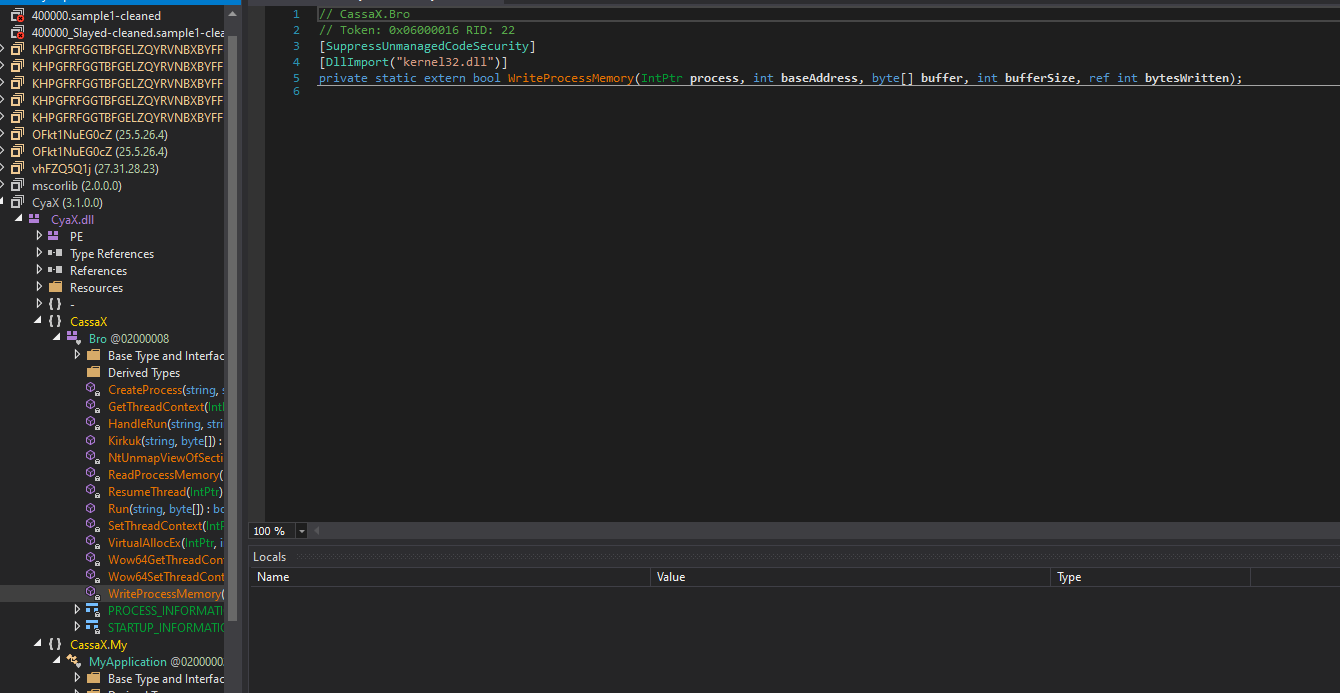 400000.sample1-cleaned
400000_Slayed-cleaned.sample1-clea
KHPGFRFGGTBFGELZQYRVNBXBYFF
KHPGFRFGGTBFGELZQYRVNBXBYFF
KHPGFRFGGTBFGELZQYRVNBXBYFF
KHPGFRFGGTBFGELZQYRVNBXBYFF
KHPGFRFGGTBFGELZQYRVNBXBYFF
OFkt1NuEG0cZ (25.5.26.4)
OFkt1NuEG0cZ (25.5.26.4)
vhFZQ5Q1j (27.31.28.23)
mscorlib (2.0.0.0)
CyaX (3.1.0.0)
CyaX.dll
PE
Type References
References
Resources
{ } -
{ } CassaX
Bro @02000008
Base Type and Interfac
Derived Types
CreateProcess(string, s
GetThreadContext(Int
HandleRun(string, stri
Kirkuk(string, byte[]) :
NtUnmapViewOfSecti
ReadProcessMemory(
ResumeThread(IntPtr)
Run(string, byte[]) : bo
SetThreadContext(IntP
VirtualAllocEx(IntPtr, i
Wow64GetThreadCon
Wow64SetThreadCont
WriteProcessMemory(
PROCESS_INFORMATI
STARTUP_INFORMATIO
{ } CassaX.My
MyApplication @0200000
Base Type and Interfac
1 // CassaX.Bro
2 // Token: 0x06000016 RID: 22
3 [SuppressUnmanagedCodeSecurity]
4 [DllImport("kernel32.dll")]
5 private static extern bool WriteProcessMemory(IntPtr process, int baseAddress, byte[] buffer, int bufferSize, ref int bytesWritten);
6
100 %
Locals
Name Value Type